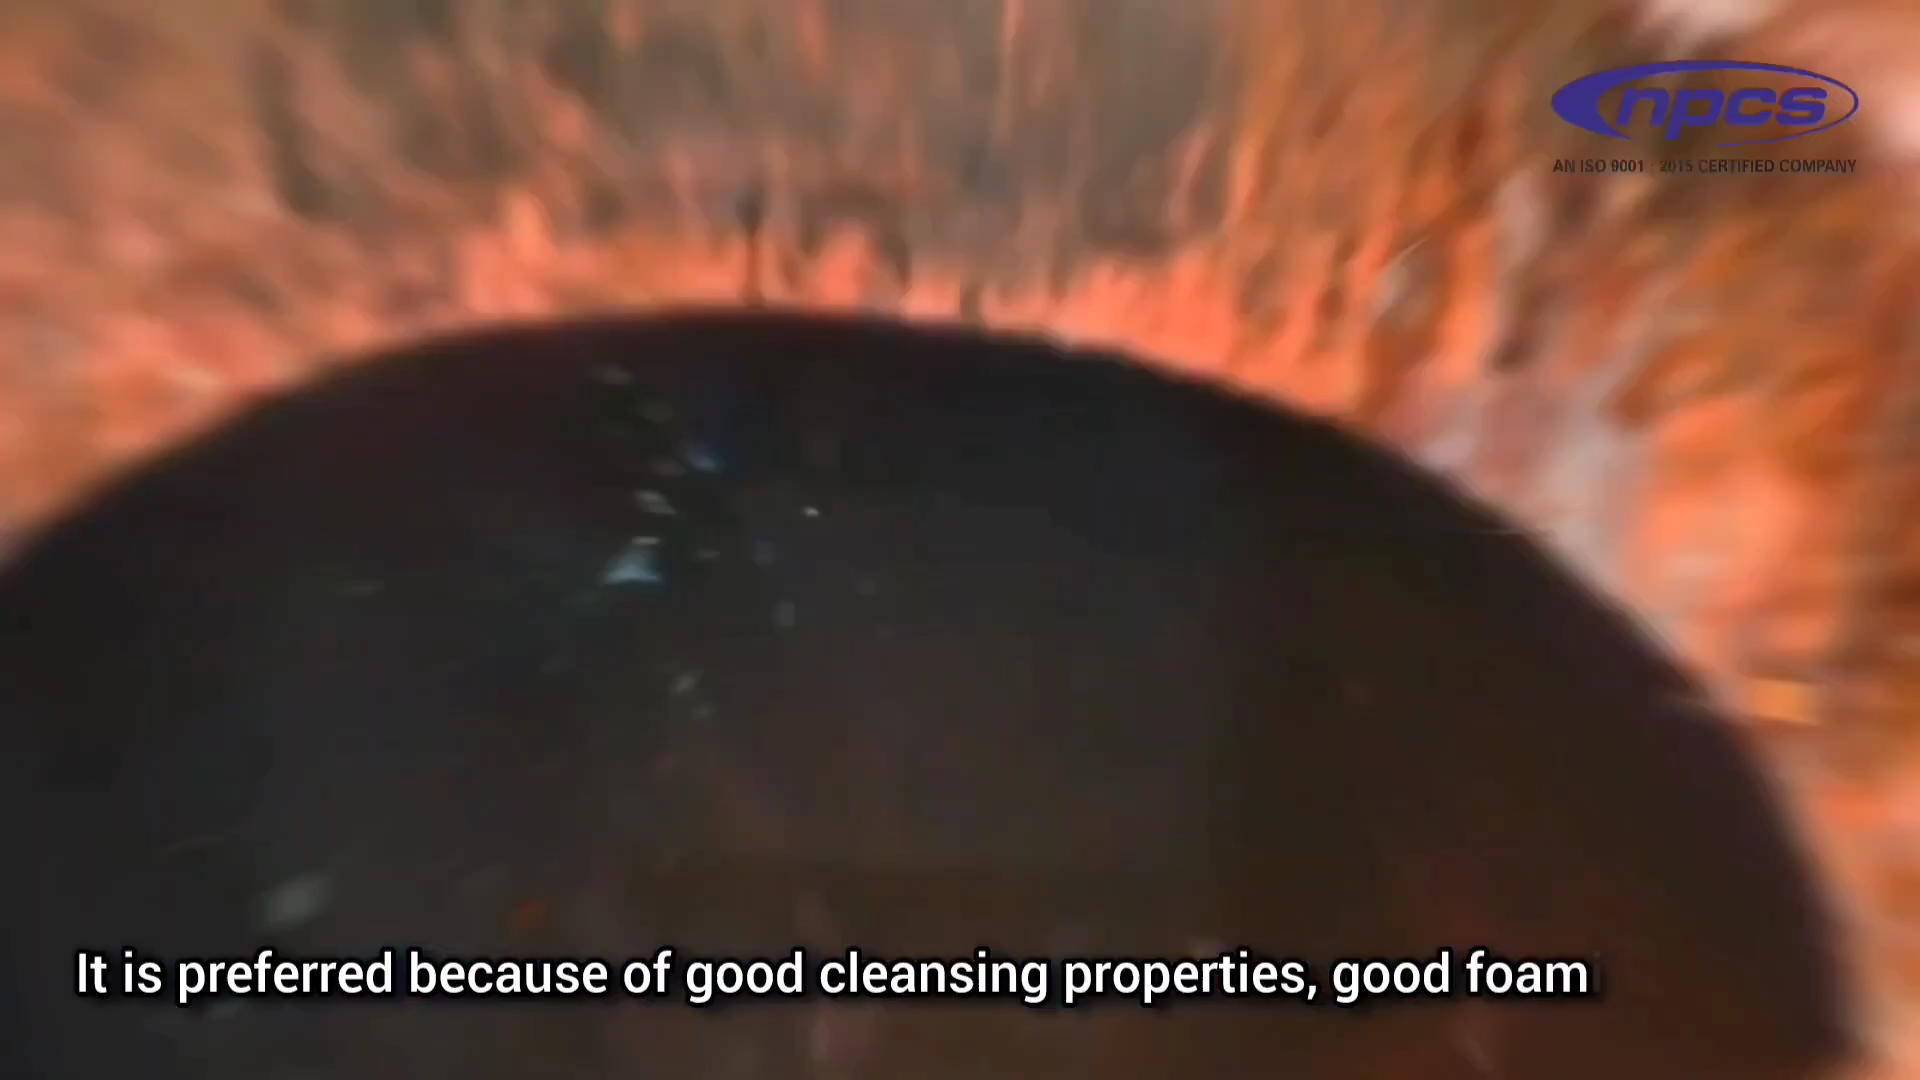 npcs
AN ISO 9001 : 2015 CERTIFIED COMPANY
It is preferred because of good cleansing properties, good foam